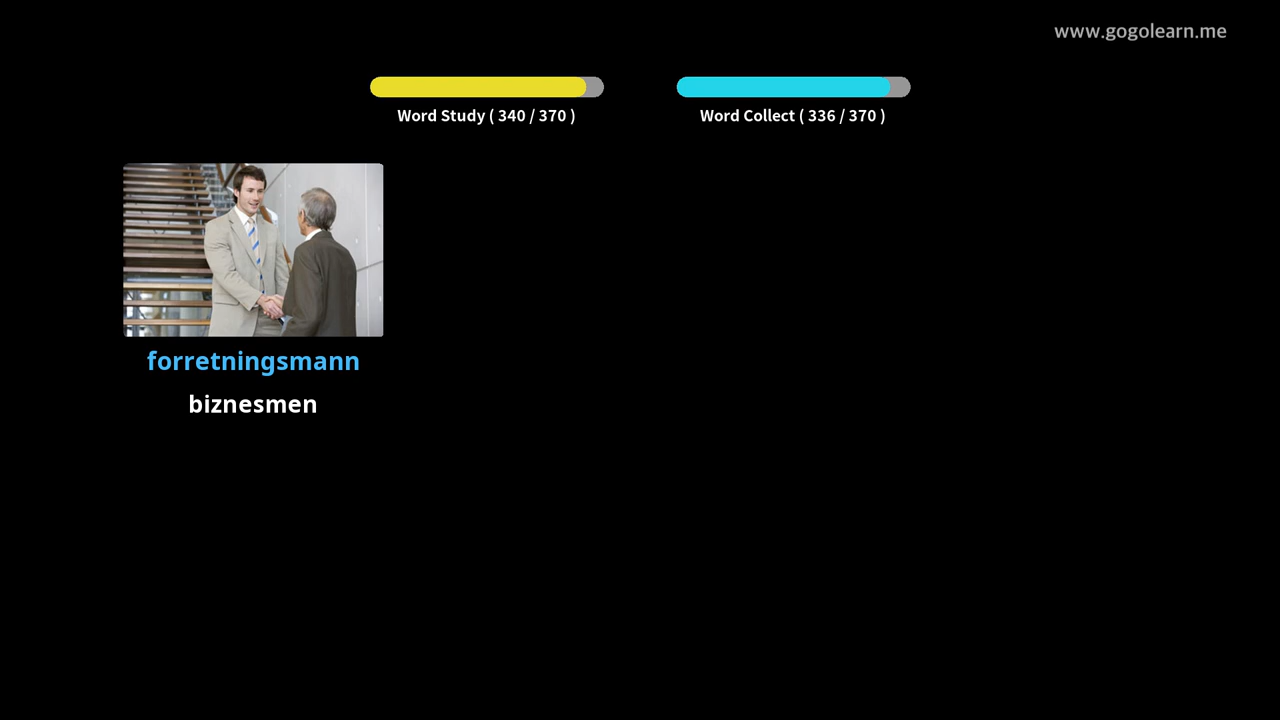 www.gogolearn.me
Word Study ( 340 / 370 )
Word Collect ( 336 / 370 )
forretningsmann
biznesmen